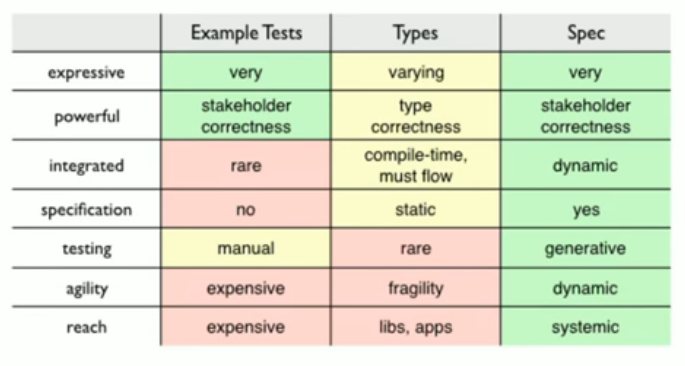 Example Tests Types Spec
expressive very varying very
powerful stakeholder correctness type correctness stakeholder correctness
integrated rare compile-time, must flow dynamic
specification no static yes
testing manual rare generative
agility expensive fragility dynamic
reach expensive libs, apps systemic